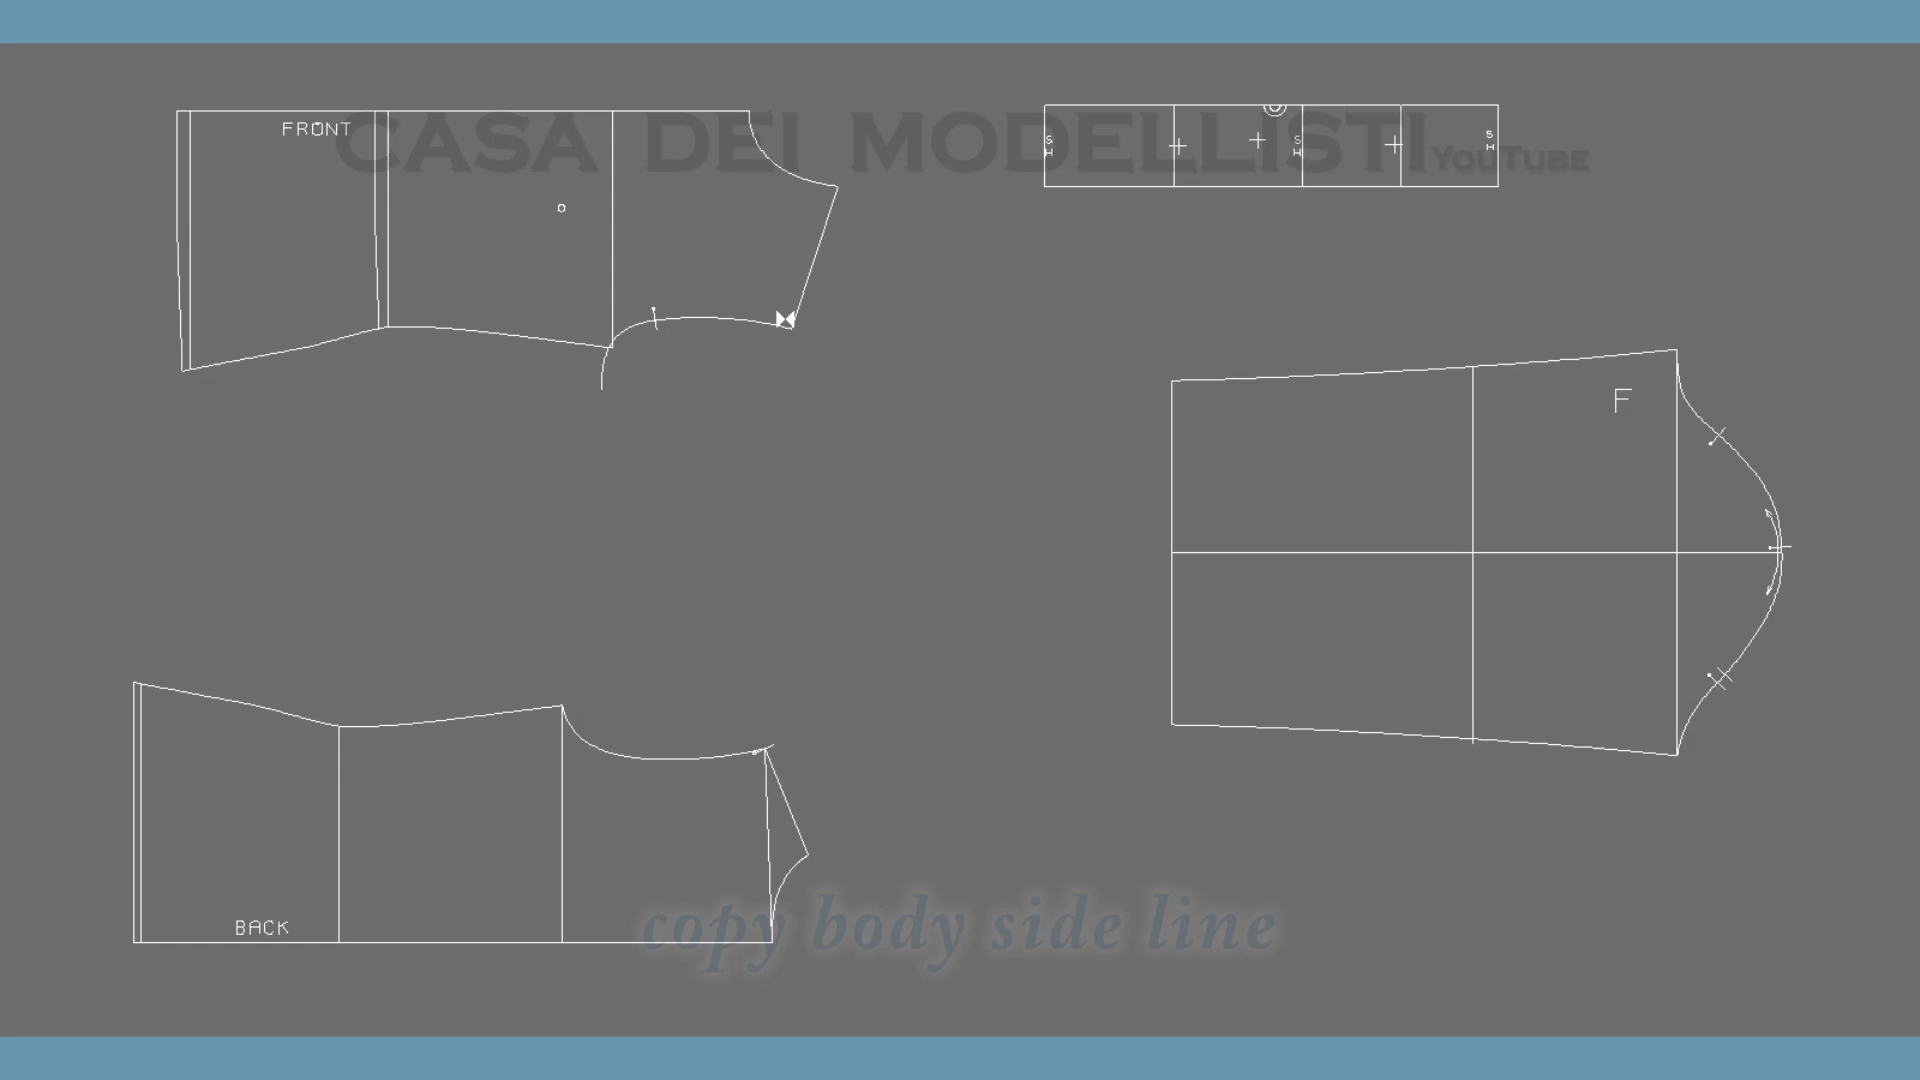 CASA DEI MODELLISTI YouTube
FRONT
S
H
S
H
S
H
F
BACK
copy body side line